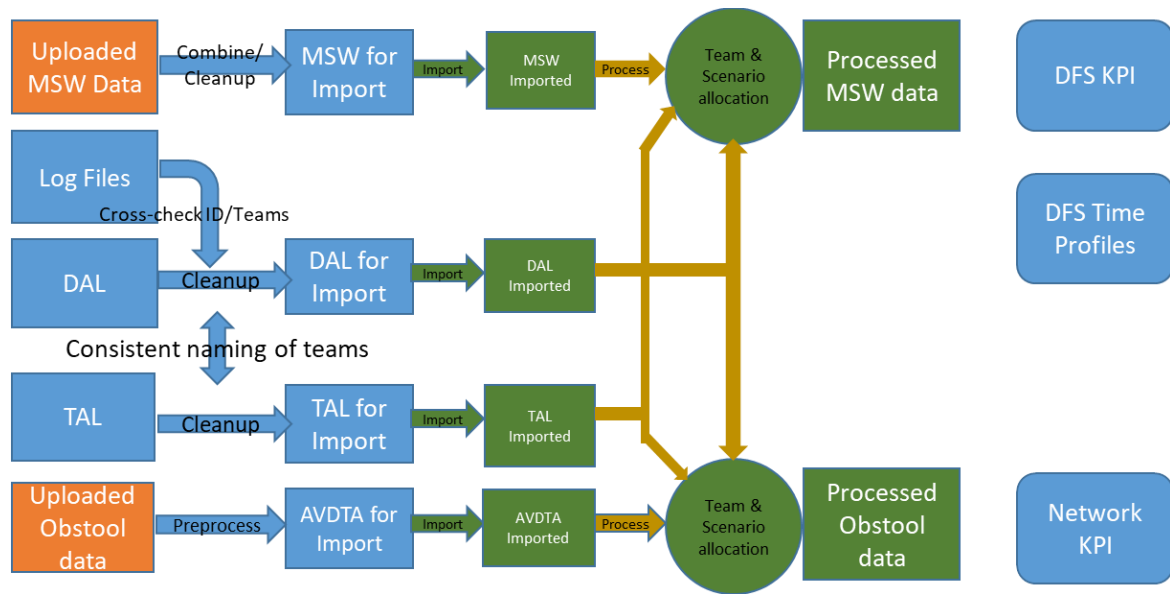 Uploaded
MSW Data
Combine/
Cleanup
MSW for
Import
Import
MSW
Imported
Process
Team &
Scenario
allocation
Processed
MSW data
DFS KPI
Log Files
Cross-check ID/Teams
DFS Time
Profiles
DAL
Cleanup
DAL for
Import
Import
DAL
Imported
Consistent naming of teams
TAL
Cleanup
TAL for
Import
Import
TAL
Imported
Uploaded
Obstool
data
Preprocess
AVDTA for
Import
Import
AVDTA
Imported
Process
Team &
Scenario
allocation
Processed
Obstool
data
Network
KPI